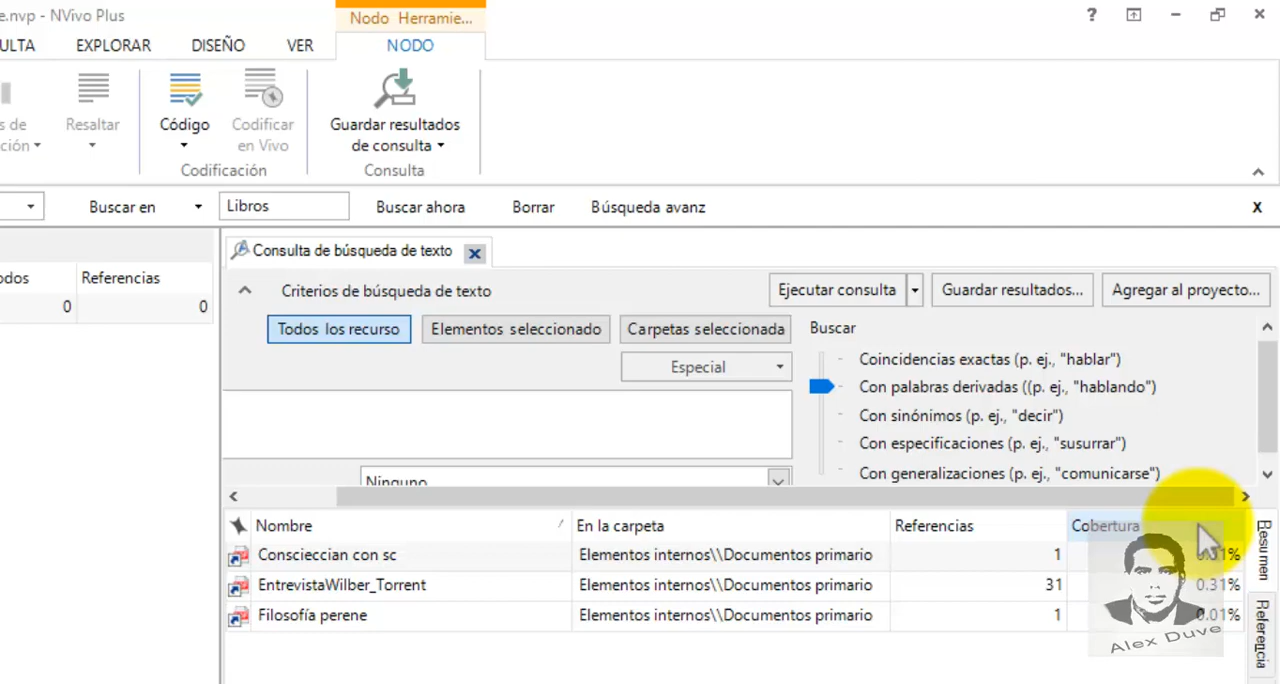 e.nvp - NVivo Plus
Nodo Herramie...
?
ULTA EXPLORAR DISEÑO VER NODO
s de
ción
Resaltar
Código
Codificar
en Vivo
Guardar resultados
de consulta
Codificación
Consulta
Buscar en Libros Buscar ahora Borrar Búsqueda avanz X
Consulta de búsqueda de texto
odos Referencias
0 0
Criterios de búsqueda de texto
Ejecutar consulta Guardar resultados... Agregar al proyecto...
Todos los recurso Elementos seleccionado Carpetas seleccionada
Buscar
Especial
Coincidencias exactas (p. ej., "hablar")
Con palabras derivadas ((p. ej., "hablando")
Con sinónimos (p. ej., "decir")
Con especificaciones (p. ej., "susurrar")
Con generalizaciones (p. ej., "comunicarse")
Ninguno
Nombre En la carpeta Referencias Cobertura
Conscieccian con sc Elementos internos\\Documentos primario 1
EntrevistaWilber_Torrent Elementos internos\\Documentos primario 31 0.31%
Filosofía perene Elementos internos\\Documentos primario 1 0.01%
Resumen
Referencia
Alex Duve